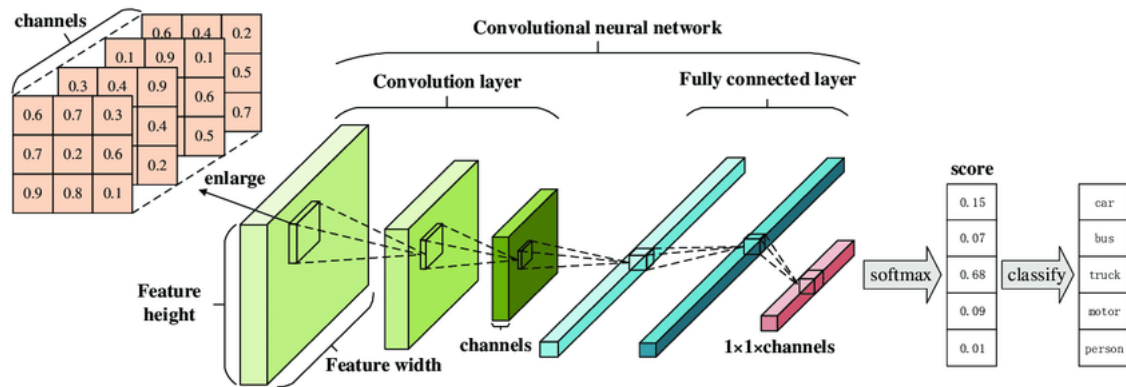 channels
0.6 0.4 0.2
0.1 0.9 0.1
0.5
0.3 0.4 0.9
0.6
0.6 0.7 0.3
0.4
0.5
0.7
0.7 0.2 0.6
0.2
0.9 0.8 0.1
enlarge
Convolutional neural network
Convolution layer
Fully connected layer
Feature height
Feature width
channels
1×1×channels
softmax
score
0.15
0.07
0.68
0.09
0.01
classify
car
bus
truck
motor
person